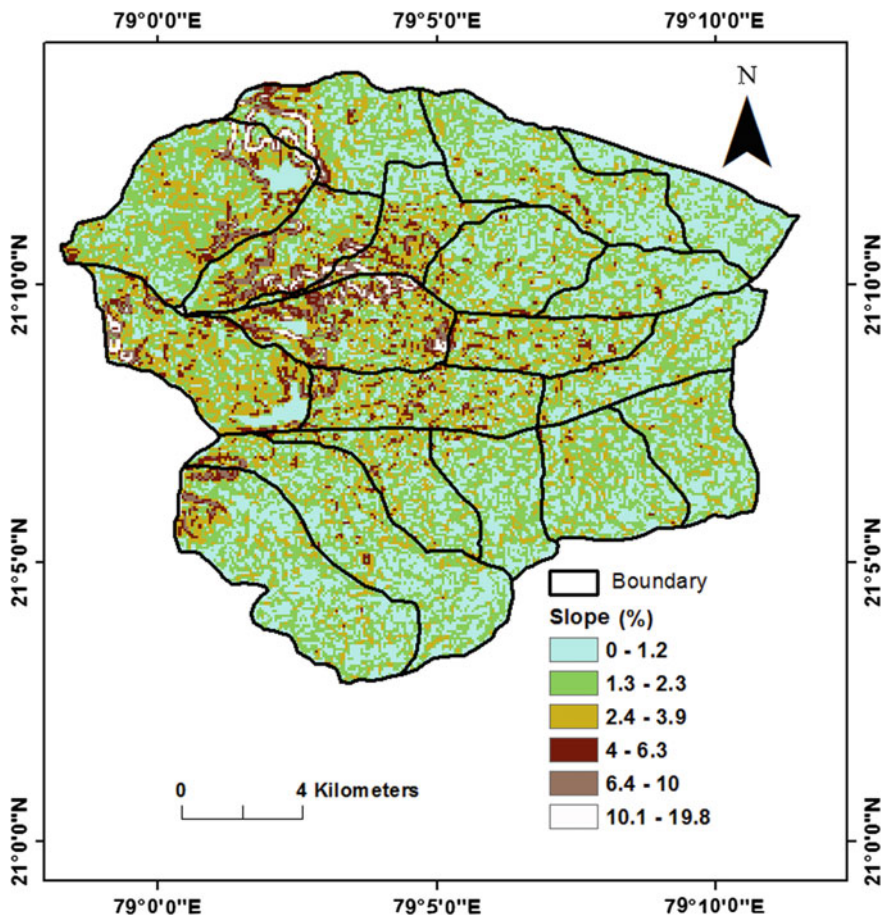 79°0'0"E 79°5'0"E 79°10'0"E
N
21°10'0"N 21°10'0"N
21°5'0"N 21°5'0"N
Boundary
Slope (%)
0 - 1.2
1.3 - 2.3
2.4 - 3.9
4 - 6.3
6.4 - 10
10.1 - 19.8
0 4 Kilometers
21°0'0"N 21°0'0"N
79°0'0"E 79°5'0"E 79°10'0"E